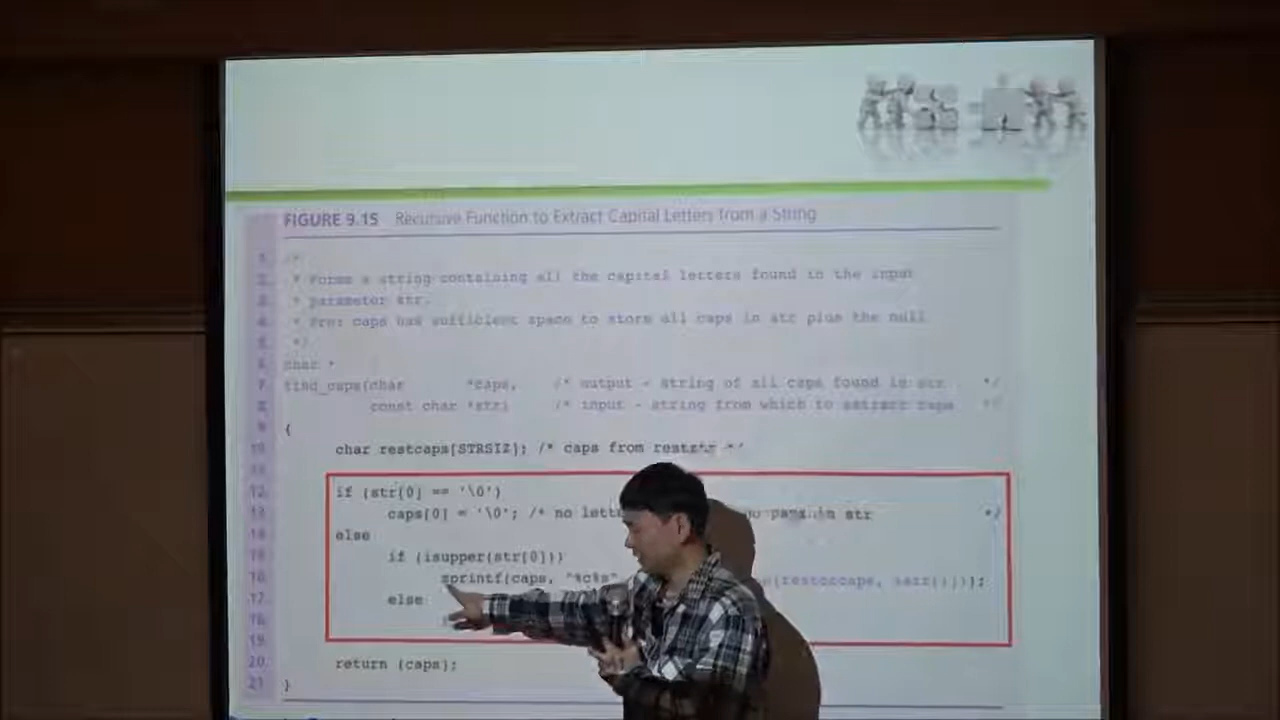 FIGURE 9.15 Recursive Function to Extract Capital Letters from a String
1. /*
2. * Forms a string containing all the capital letters found in the input
3. * parameter str.
4. * Pre: caps has sufficient space to store all caps in str plus the null
5. */
6. char *
7. find_caps(char *caps, /* output - string of all caps found in str */
8. const char *str) /* input - string from which to extract caps */
9. {
10. char restcaps[STRSIZ]; /* caps from reststr */
11.
12. if (str[0] == '\0')
13. caps[0] = '\0'; /* no no caps in str */
14. else
15. if (isupper(str[0]))
16. sprintf(caps, "%c%s"
17. else
18.
19.
20. return (caps);
21. }